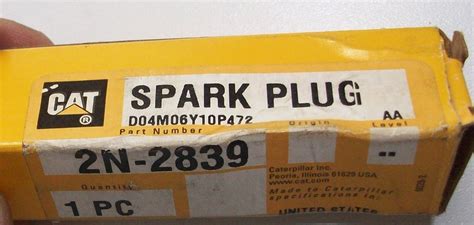 CAT
®
SPARK PLUG
D04M06Y10P472
Part Number
Origin
AA
Level
2N-2839
Quantity
1 PC
Caterpillar Inc.
Peoria, Illinois 61629 USA
www.cat.com
Made to Caterpillar
specifications in:
UNITED STATES